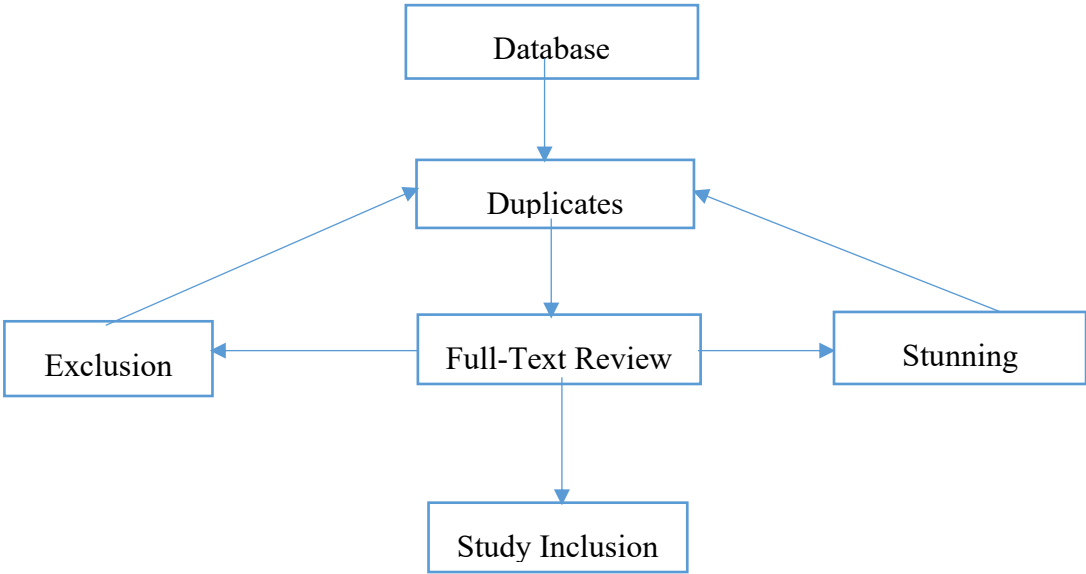 Database
Duplicates
Exclusion
Full-Text Review
Stunning
Study Inclusion